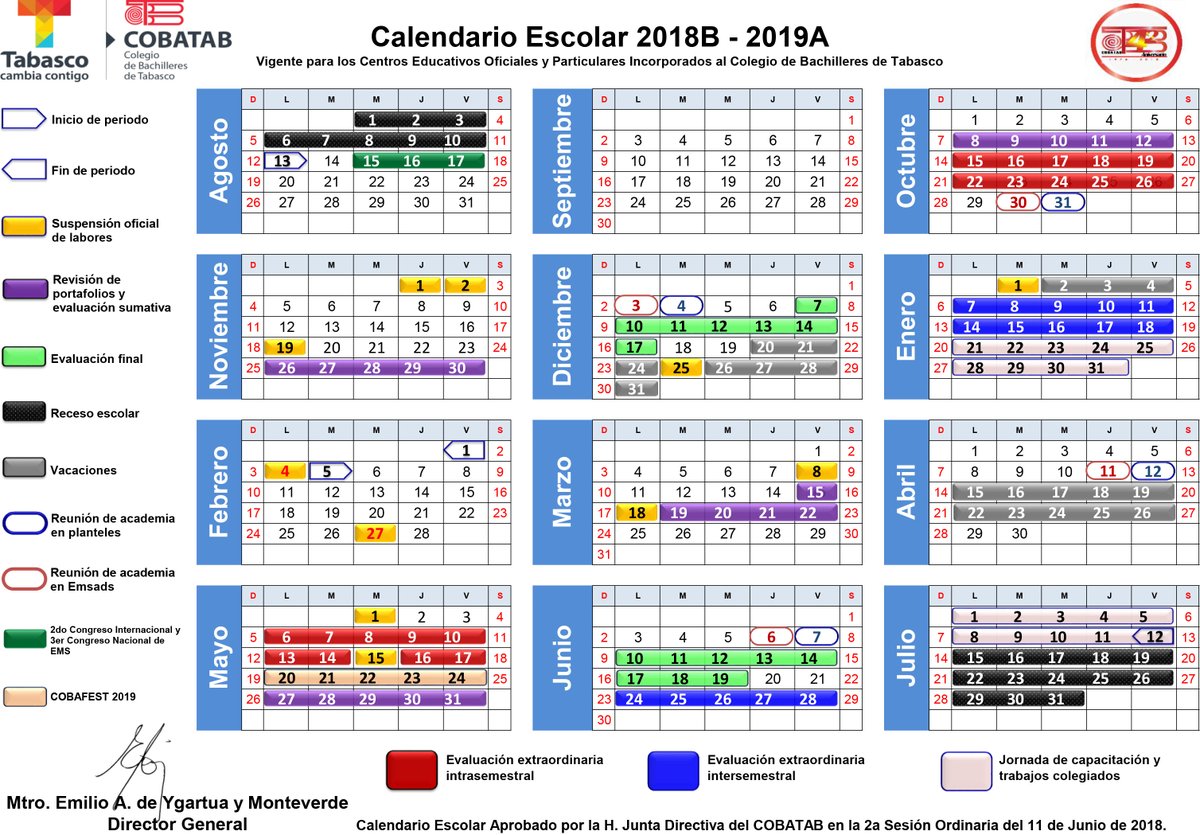 Tabasco
cambia contigo
COBATAB
Colegio
de Bachilleres
de Tabasco
Calendario Escolar 2018B - 2019A
Vigente para los Centros Educativos Oficiales y Particulares Incorporados al Colegio de Bachilleres de Tabasco
COBATAB
Inicio de periodo
Fin de periodo
Suspensión oficial
de labores
Revisión de
portafolios y
evaluación sumativa
Evaluación final
Receso escolar
Vacaciones
Reunión de academia
en planteles
Reunión de academia
en Emsads
2do Congreso Internacional y
3er Congreso Nacional de
EMS
COBAFEST 2019
Agosto
D L M M J V S
1 2 3 4
5 6 7 8 9 10 11
12 13 14 15 16 17 18
19 20 21 22 23 24 25
26 27 28 29 30 31
Septiembre
D L M M J V S
1
2 3 4 5 6 7 8
9 10 11 12 13 14 15
16 17 18 19 20 21 22
23 24 25 26 27 28 29
30
Octubre
D L M M J V S
1 2 3 4 5 6
7 8 9 10 11 12 13
14 15 16 17 18 19 20
21 22 23 24 25 26 27
28 29 30 31
Noviembre
D L M M J V S
1 2 3
4 5 6 7 8 9 10
11 12 13 14 15 16 17
18 19 20 21 22 23 24
25 26 27 28 29 30
Diciembre
D L M M J V S
1
2 3 4 5 6 7 8
9 10 11 12 13 14 15
16 17 18 19 20 21 22
23 24 25 26 27 28 29
30 31
Enero
D L M M J V S
1 2 3 4 5
6 7 8 9 10 11 12
13 14 15 16 17 18 19
20 21 22 23 24 25 26
27 28 29 30 31
Febrero
D L M M J V S
1 2
3 4 5 6 7 8 9
10 11 12 13 14 15 16
17 18 19 20 21 22 23
24 25 26 27 28
Marzo
D L M M J V S
1 2
3 4 5 6 7 8 9
10 11 12 13 14 15 16
17 18 19 20 21 22 23
24 25 26 27 28 29 30
31
Abril
D L M M J V S
1 2 3 4 5 6
7 8 9 10 11 12 13
14 15 16 17 18 19 20
21 22 23 24 25 26 27
28 29 30
Mayo
D L M M J V S
1 2 3 4
5 6 7 8 9 10 11
12 13 14 15 16 17 18
19 20 21 22 23 24 25
26 27 28 29 30 31
Junio
D L M M J V S
1
2 3 4 5 6 7 8
9 10 11 12 13 14 15
16 17 18 19 20 21 22
23 24 25 26 27 28 29
30
Julio
D L M M J V S
1 2 3 4 5 6
7 8 9 10 11 12 13
14 15 16 17 18 19 20
21 22 23 24 25 26 27
28 29 30 31
Evaluación extraordinaria
intrasemestral
Evaluación extraordinaria
intersemestral
Jornada de capacitación y
trabajos colegiados
Mtro. Emilio A. de Ygartua y Monteverde
Director General
Calendario Escolar Aprobado por la H. Junta Directiva del COBATAB en la 2a Sesión Ordinaria del 11 de Junio de 2018.